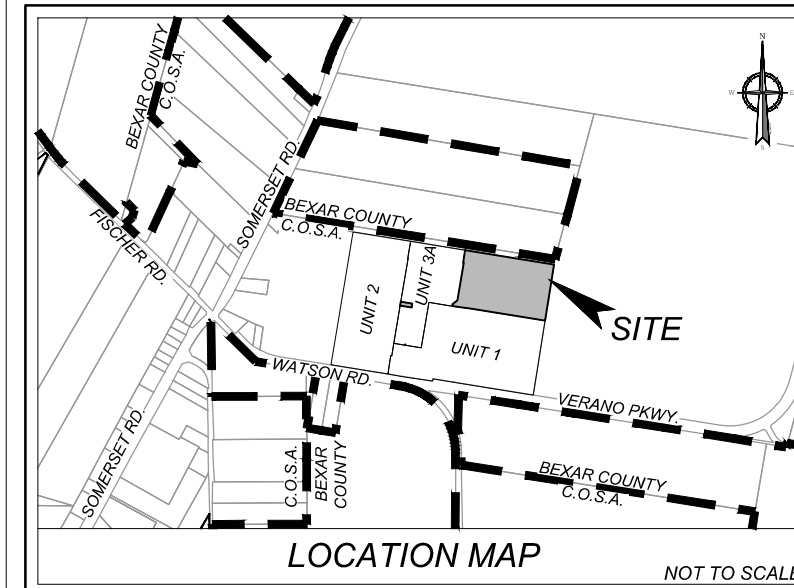 BEXAR COUNTY
C.O.S.A.
N
W
E
S
FISCHER RD.
SOMERSET RD.
BEXAR COUNTY
C.O.S.A.
UNIT 3A
UNIT 2
UNIT 1
SITE
WATSON RD.
VERANO PKWY.
SOMERSET RD.
C.O.S.A.
BEXAR
COUNTY
BEXAR COUNTY
C.O.S.A.
LOCATION MAP
NOT TO SCALE